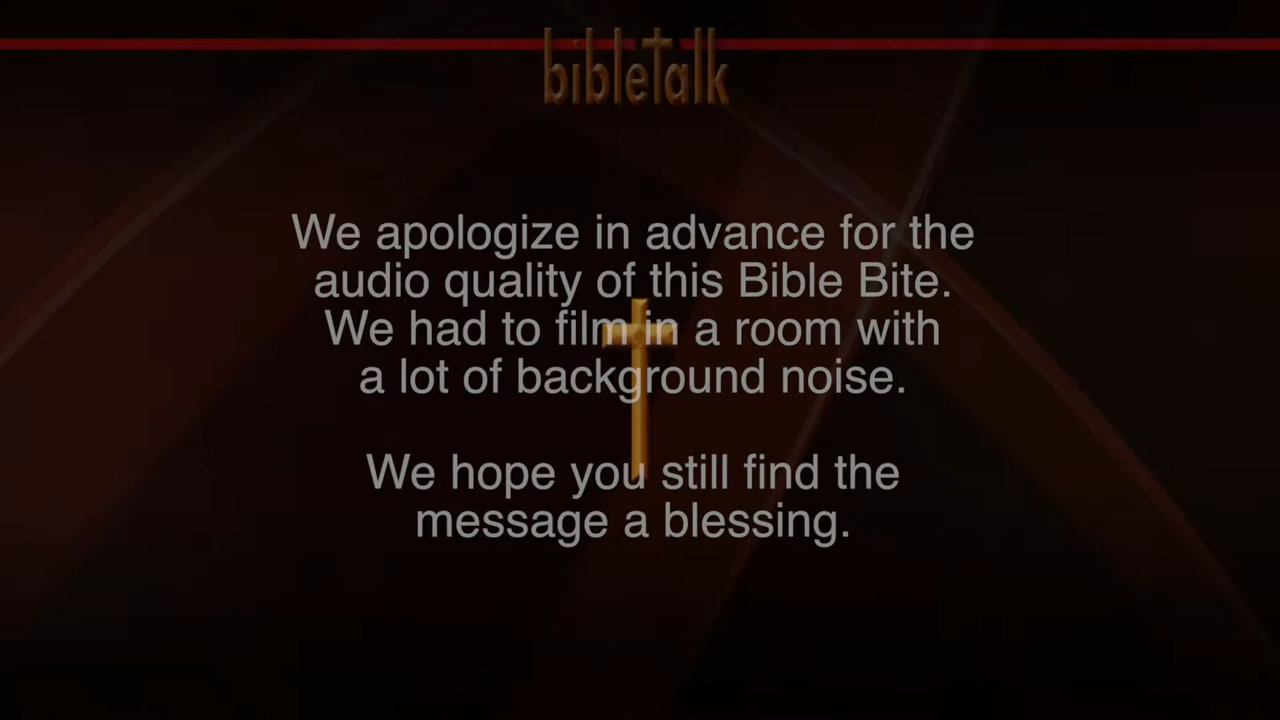 bibleTalk
We apologize in advance for the
audio quality of this Bible Bite.
We had to film in a room with
a lot of background noise.
We hope you still find the
message a blessing.